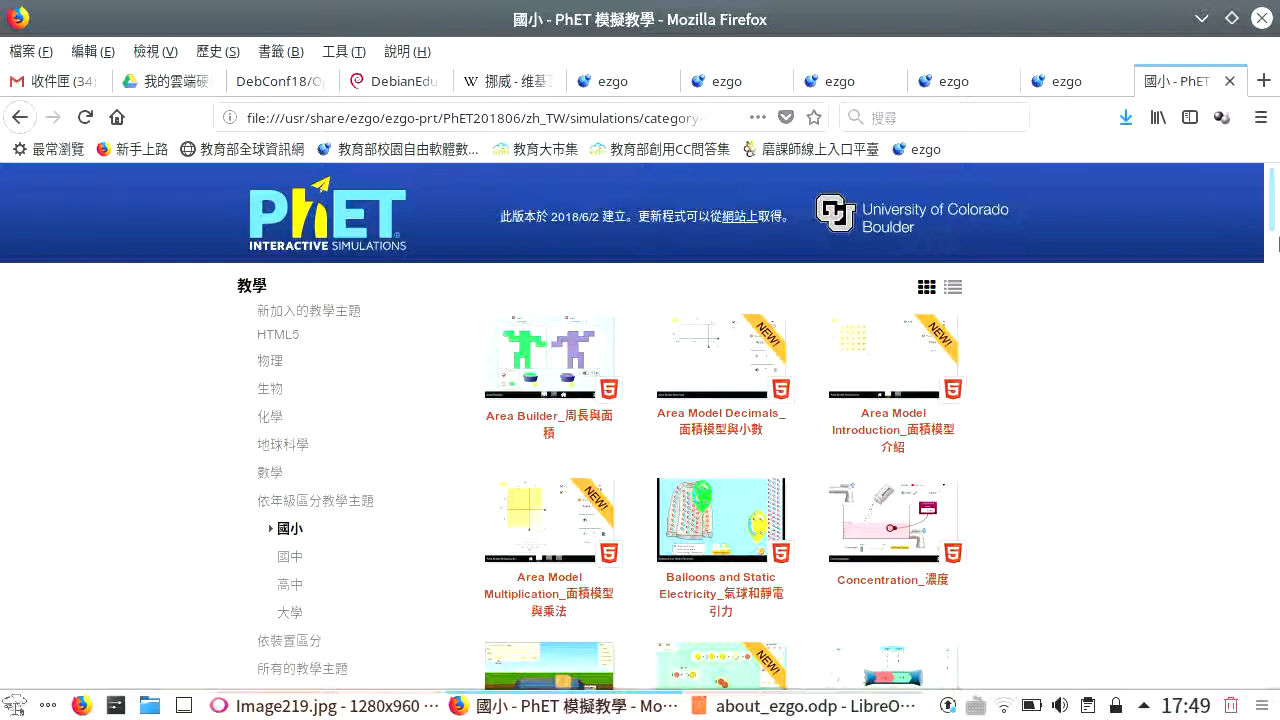 國小 - PhET 模擬教學 - Mozilla Firefox
檔案 (F) 編輯 (E) 檢視 (V) 歷史 (S) 書籤 (B) 工具 (T) 說明 (H)
收件匣 (34 我的雲端硬 DebConf18/O DebianEdu 挪威 - 維基 ezgo ezgo ezgo ezgo ezgo 國小 - PhET
file:///usr/share/ezgo/ezgo-pet/PhET201806/zh_TW/simulations/category/ 搜尋
最常瀏覽 新手上路 教育部全球資訊網 教育部校園自由軟體數... 教育大市集 教育部創用CC問答集 磨課師線上入口平臺 ezgo
PhET
INTERACTIVE SIMULATIONS
此版本於 2018/6/2 建立。更新程式可以從網站上取得。
CU University of Colorado
Boulder
教學
新加入的教學主題
HTML5
物理
生物
化學
地球科學
數學
依年級區分教學主題
國小
國中
高中
大學
依裝置區分
所有的教學主題
Area Builder_周長與面
積
NEW!
Area Model Decimals_
面積模型與小數
NEW!
Area Model
Introduction_面積模型
介紹
NEW!
Area Model
Multiplication_面積模型
與乘法
Balloons and Static
Electricity_氣球和靜電
引力
Concentration_濃度
NEW!
Image219.jpg - 1280x960 ... 國小 - PhET 模擬教學 - Mo... about_ezgo.odp - LibreO... 17:49